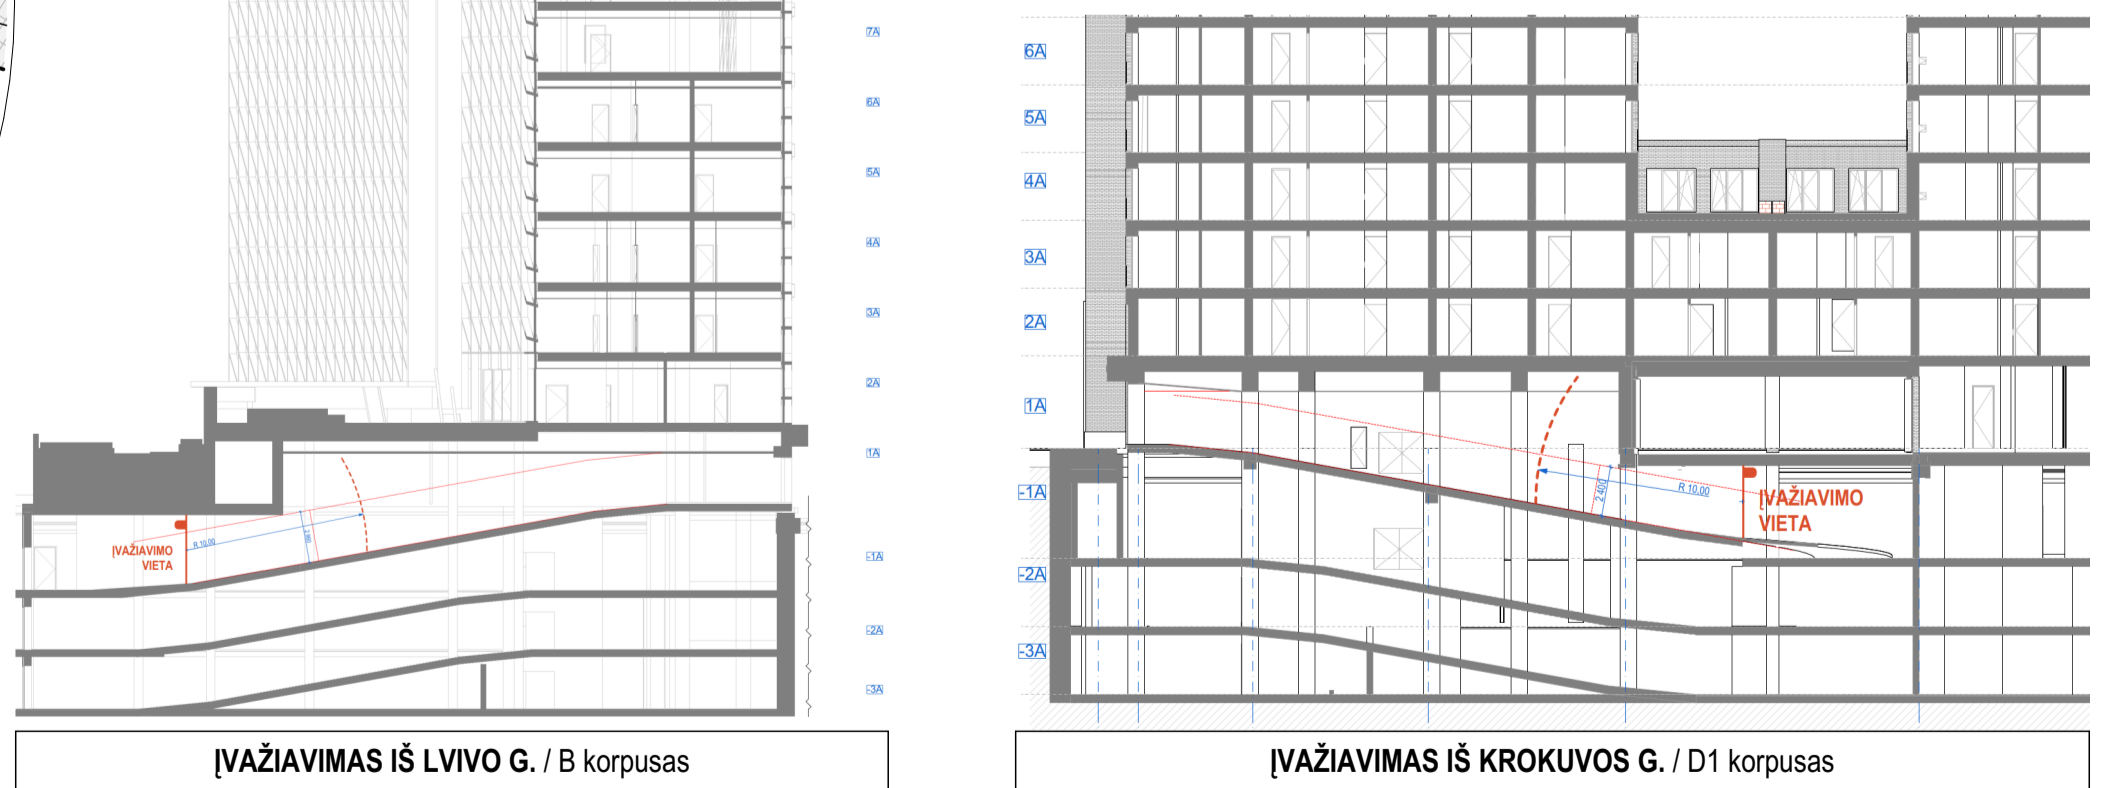 7A
6A
5A
4A
3A
2A
1A
-1A
-2A
-3A
ĮVAŽIAVIMO
VIETA
R 10,00
ĮVAŽIAVIMAS IŠ LVIVO G. / B korpusas
6A
5A
4A
3A
2A
1A
-1A
-2A
-3A
2 400
R 10,00
ĮVAŽIAVIMO
VIETA
ĮVAŽIAVIMAS IŠ KROKUVOS G. / D1 korpusas